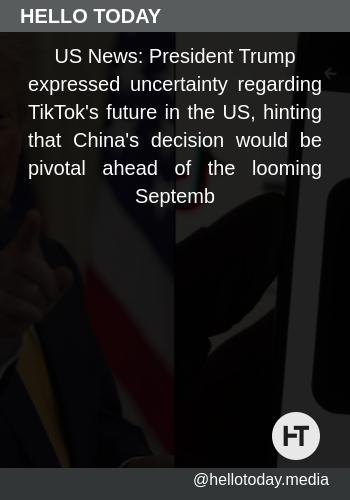 HELLO TODAY
US News: President Trump
expressed uncertainty regarding
TikTok's future in the US, hinting
that China's decision would be
pivotal ahead of the looming
Septemb
HT
@hellotoday.media